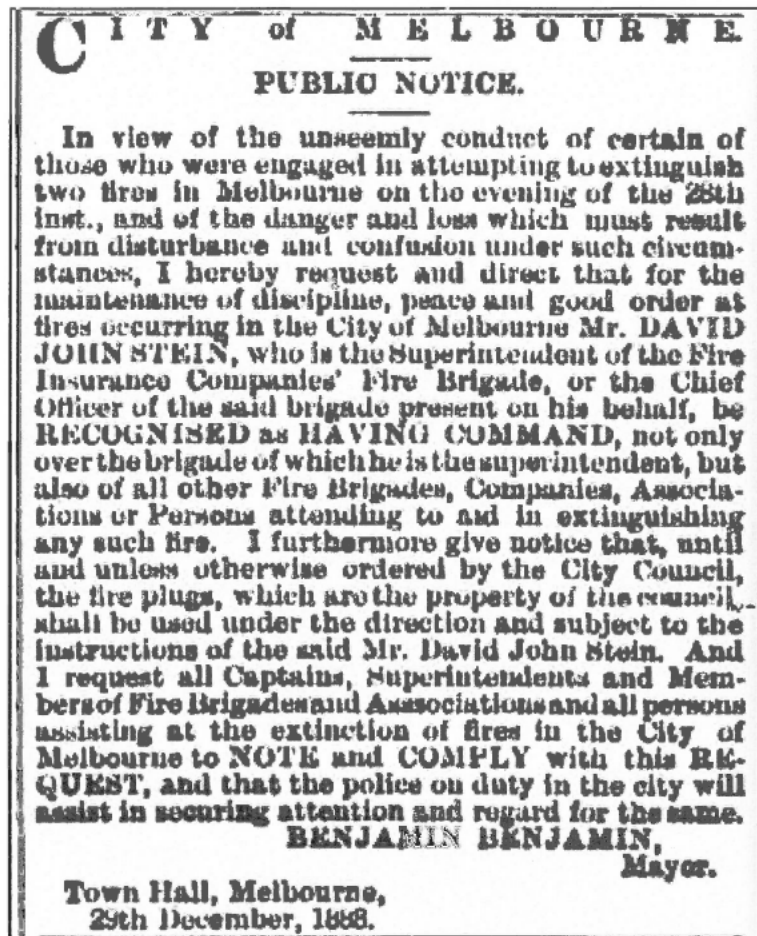 CITY of MELBOURNE.
PUBLIC NOTICE.
In view of the unseemly conduct of certain of
those who were engaged in attempting to extinguish
two fires in Melbourne on the evening of the 28th
inst., and of the danger and loss which must result
from disturbance and confusion under such circum-
stances, I hereby request and direct that for the
maintenance of discipline, peace and good order at
fires occurring in the City of Melbourne Mr. DAVID
JOHN STEIN, who is the Superintendent of the Fire
Insurance Companies' Fire Brigade, or the Chief
Officer of the said brigade present on his behalf, be
RECOGNISED as HAVING COMMAND, not only
over the brigade of which he is the superintendent, but
also of all other Fire Brigades, Companies, Associa-
tions or Persons attending to aid in extinguishing
any such fire. I furthermore give notice that, until
and unless otherwise ordered by the City Council,
the fire plugs, which are the property of the council,
shall be used under the direction and subject to the
instructions of the said Mr. David John Stein. And
I request all Captains, Superintendents and Mem-
bers of Fire Brigades and Asssociations and all persons
assisting at the extinction of fires in the City of
Melbourne to NOTE and COMPLY with this RE-
QUEST, and that the police on duty in the city will
assist in securing attention and regard for the same.
BENJAMIN BENJAMIN,
Mayor.
Town Hall, Melbourne,
29th December, 1888.